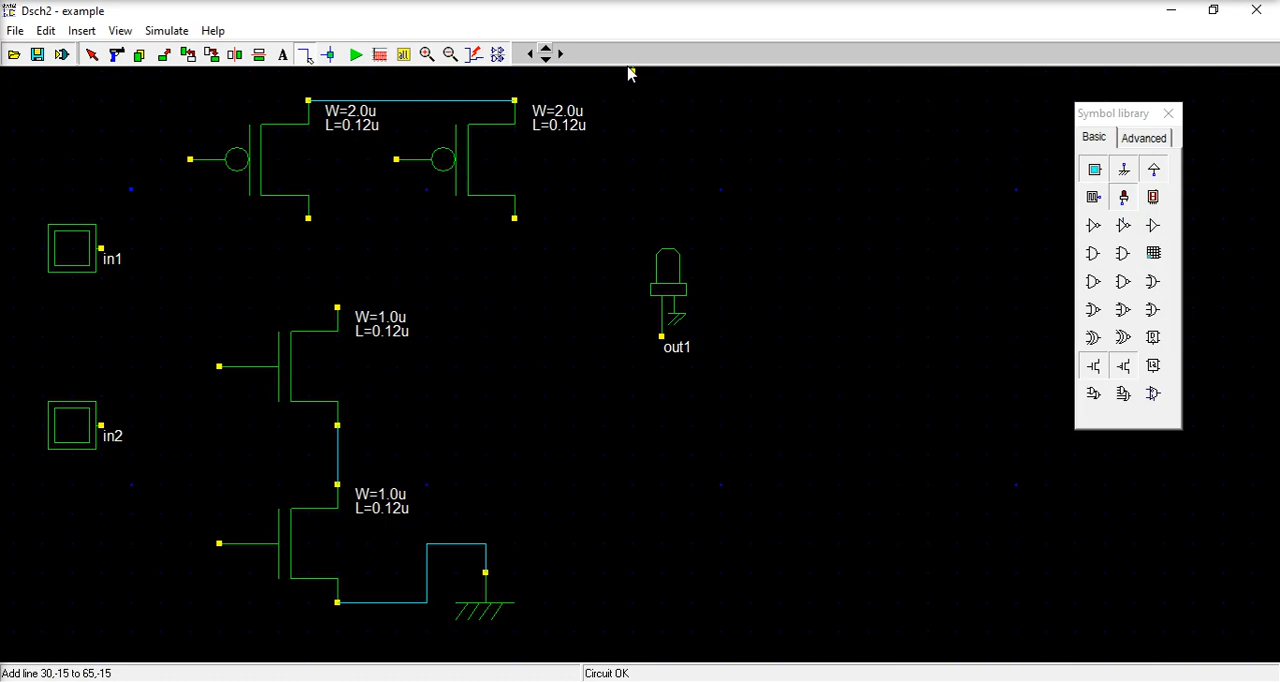 Dsch2 - example
File Edit Insert View Simulate Help
A all
W=2.0u
L=0.12u
W=2.0u
L=0.12u
Symbol library
Basic Advanced
in1
W=1.0u
L=0.12u
out1
in2
W=1.0u
L=0.12u
Add line 30,-15 to 65,-15 Circuit OK